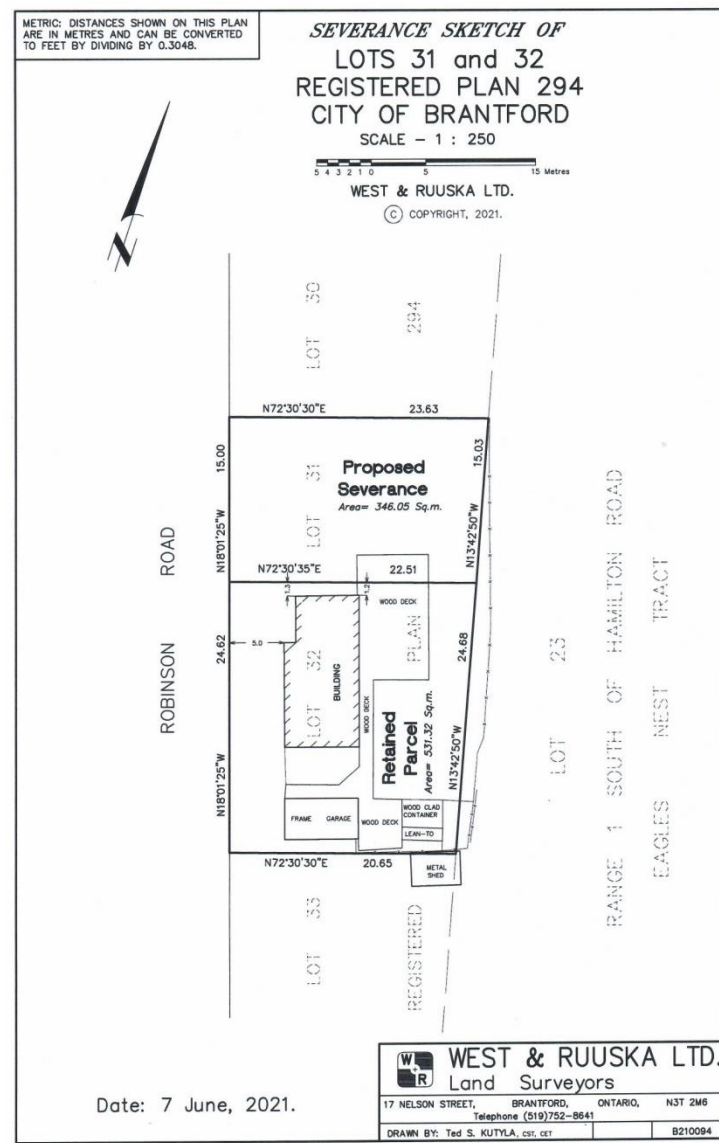 METRIC: DISTANCES SHOWN ON THIS PLAN
ARE IN METRES AND CAN BE CONVERTED
TO FEET BY DIVIDING BY 0.3048.
SEVERANCE SKETCH OF
LOTS 31 and 32
REGISTERED PLAN 294
CITY OF BRANTFORD
SCALE - 1 : 250
5 4 3 2 1 0 5 15 Metres
WEST & RUUSKA LTD.
© COPYRIGHT, 2021.
N
LOT 30
294
N72°30'30"E 23.63
15.00
N18°01'25"W
LOT 31
Proposed
Severance
Area= 346.05 Sq.m.
15.03
N13°42'50"W
N72°30'35"E 22.51
ROBINSON ROAD
1.3
1.2
WOOD DECK
PLAN
24.62
5.0
LOT 32
BUILDING
WOOD DECK
24.68
Retained
Parcel
Area= 531.32 Sq.m.
N13°42'50"W
N18°01'25"W
FRAME GARAGE
WOOD DECK
WOOD CLAD
CONTAINER
LEAN-TO
N72°30'30"E 20.65
METAL
SHED
LOT 33
REGISTERED
LOT 23
RANGE 1 SOUTH OF HAMILTON ROAD
EAGLES NEST TRACT
Date: 7 June, 2021.
W R
WEST & RUUSKA LTD.
Land Surveyors
17 NELSON STREET, BRANTFORD, ONTARIO, N3T 2M6
Telephone (519)752-8641
DRAWN BY: Ted S. KUTYLA, CST, CET B210094